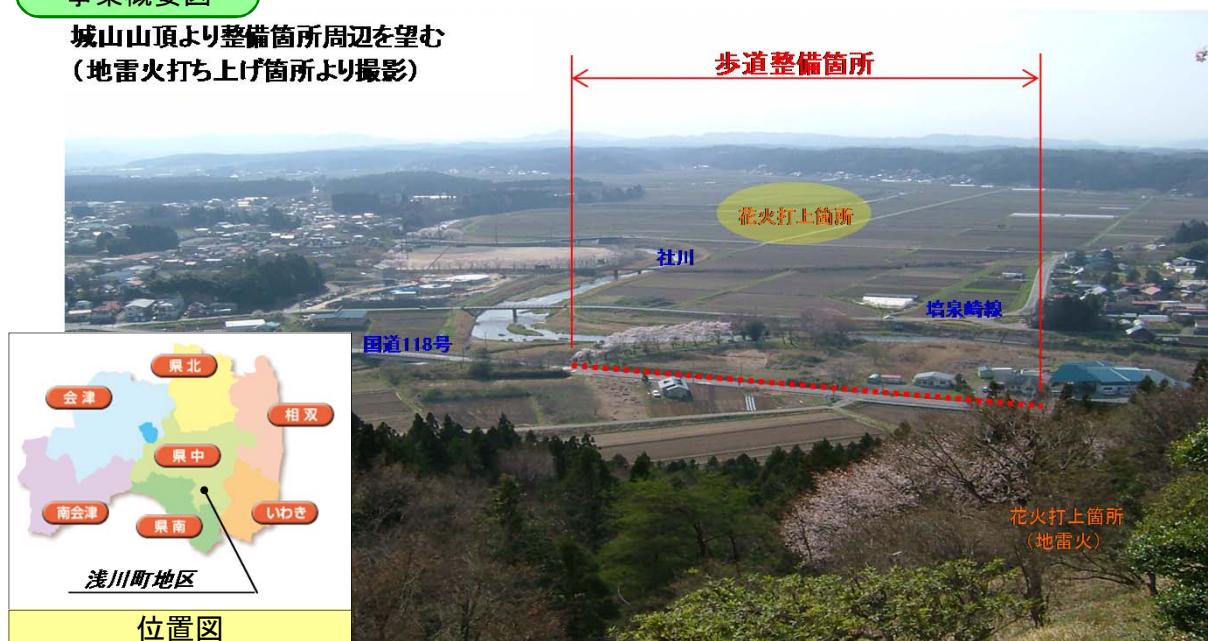 事業概要図
城山山頂より整備箇所周辺を望む
（地雷火打ち上げ箇所より撮影）
歩道整備箇所
花火打上箇所
社川
塙泉崎線
国道118号
県北
会津
相双
県中
南会津
県南
いわき
浅川町地区
位置図
花火打上箇所
（地雷火）